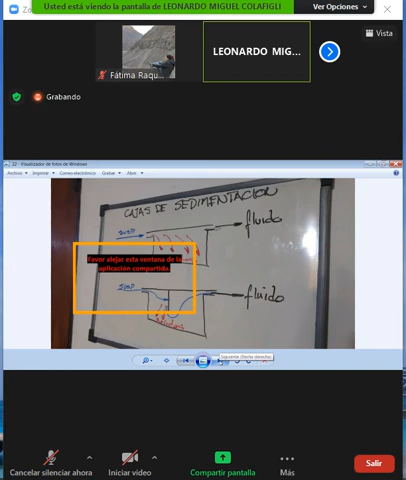 Usted está viendo la pantalla de LEONARDO MIGUEL COLAFIGLI
Ver Opciones
Vista
Fátima Raqu...
LEONARDO MIG...
Grabando
22 - Visualizador de fotos de Windows
Archivo
Imprimir
Correo electrónico
Grabar
Abrir
CAJAS DE SEDIMENTACION
fluido
Favor alejar esta ventana de la
aplicación compartida.
fluido
Siguiente (flecha derecha)
Cancelar silenciar ahora
Iniciar video
Compartir pantalla
Más
Salir